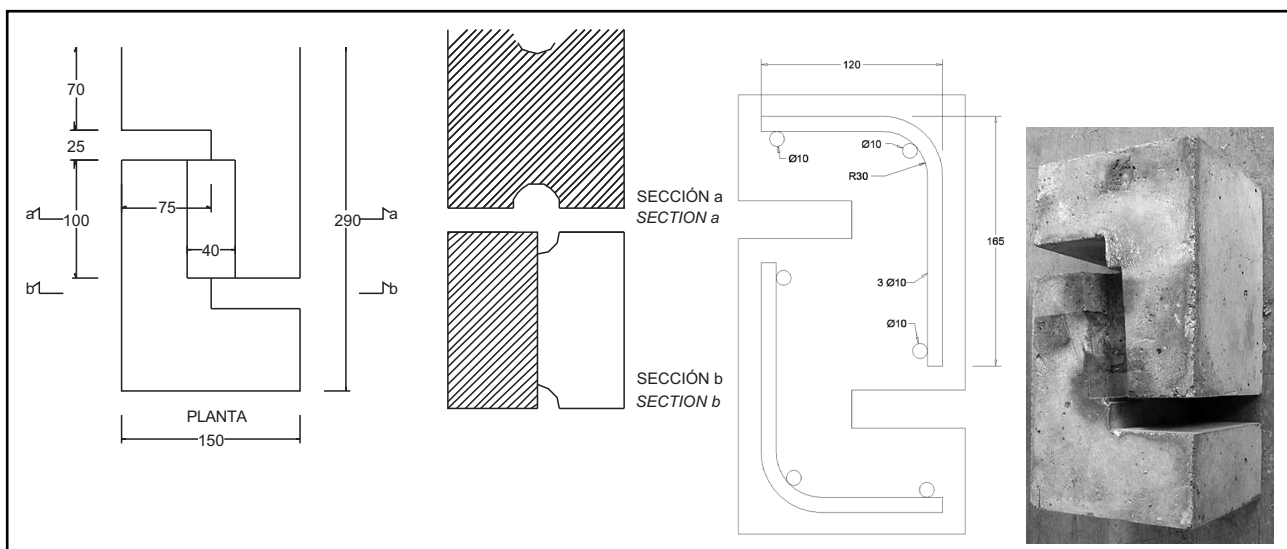 70
25
100
75
40
290
a
a
b
b
PLANTA
150
SECCIÓN a
SECTION a
SECCIÓN b
SECTION b
120
Ø10
Ø10
R30
165
3 Ø10
Ø10